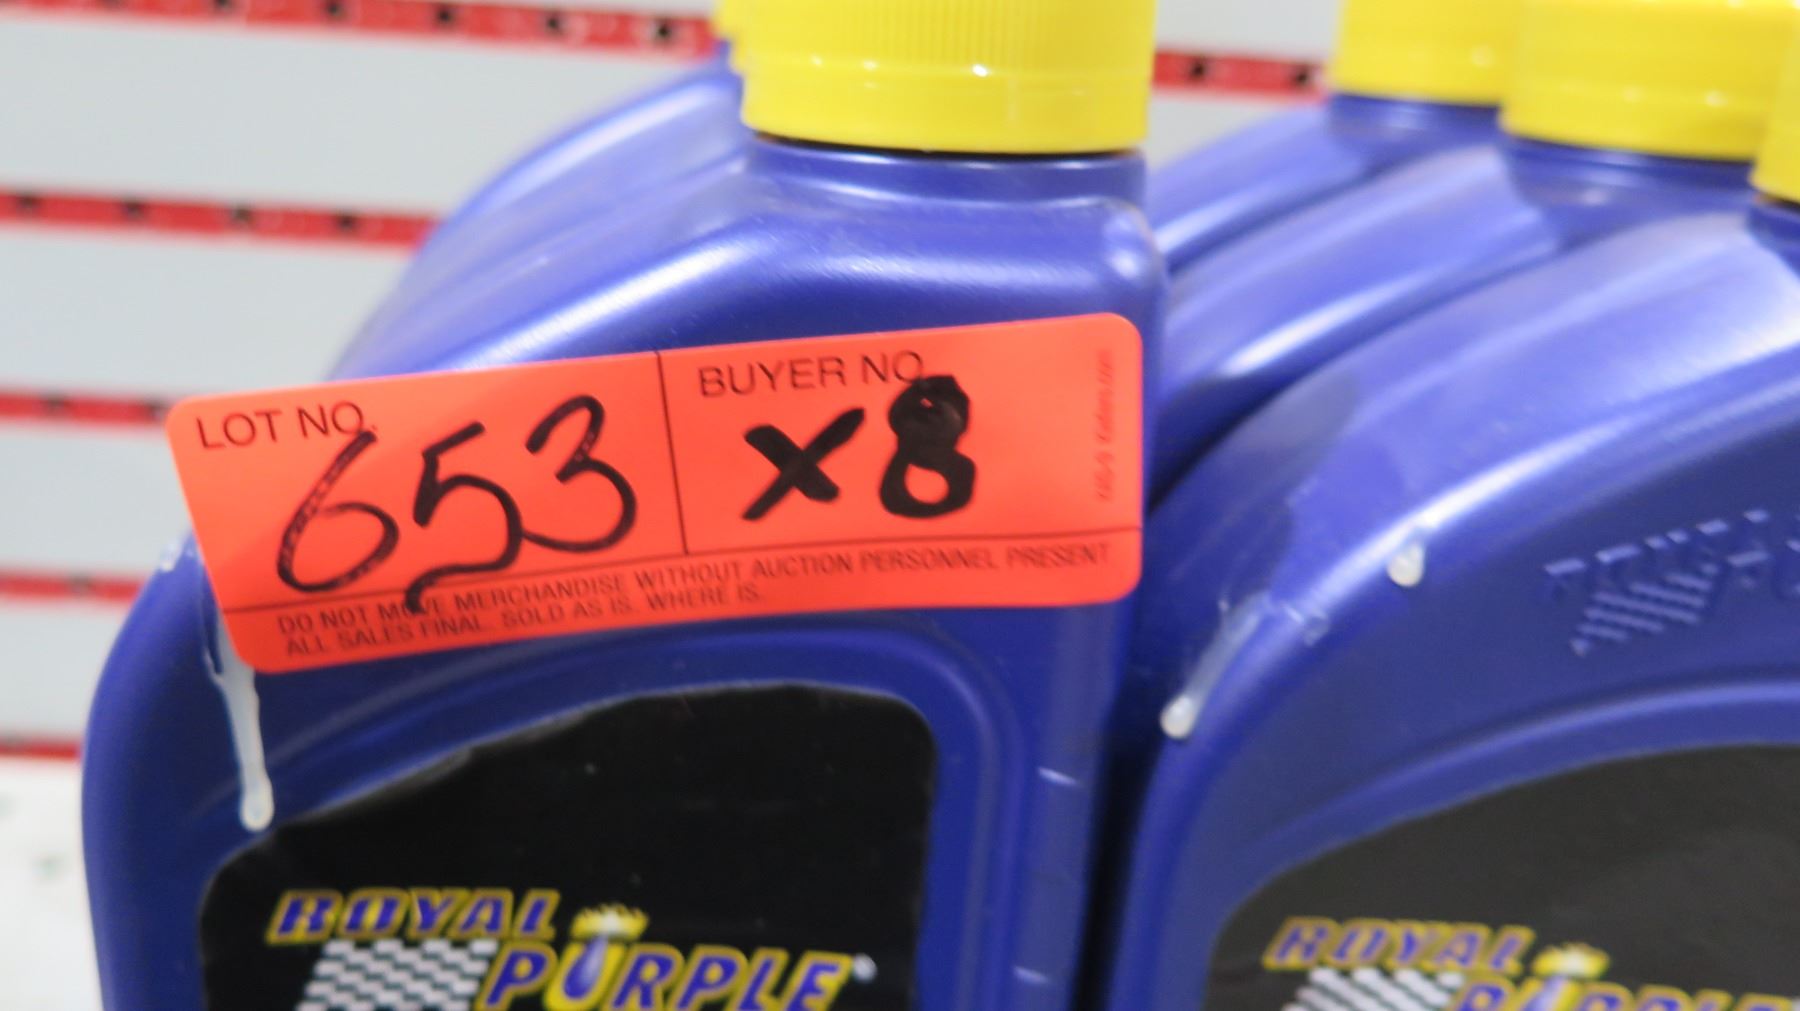 LOT NO.
653
BUYER NO.
x8
DO NOT MOVE MERCHANDISE WITHOUT AUCTION PERSONNEL PRESENT
ALL SALES FINAL. SOLD AS IS. WHERE IS.
ROYAL
PURPLE
ROYAL
PURPLE